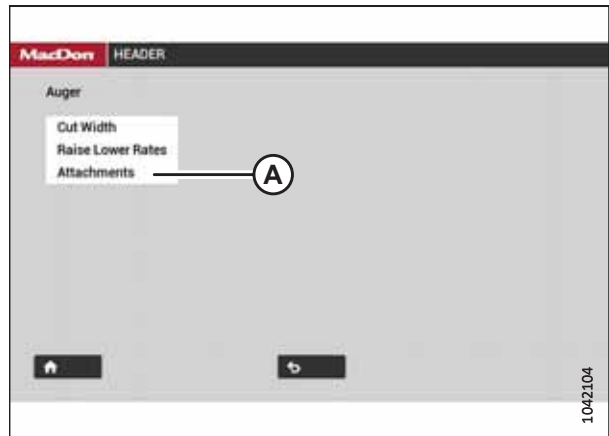 MacDon HEADER
Auger
Cut Width
Raise Lower Rates
Attachments
A
1042104